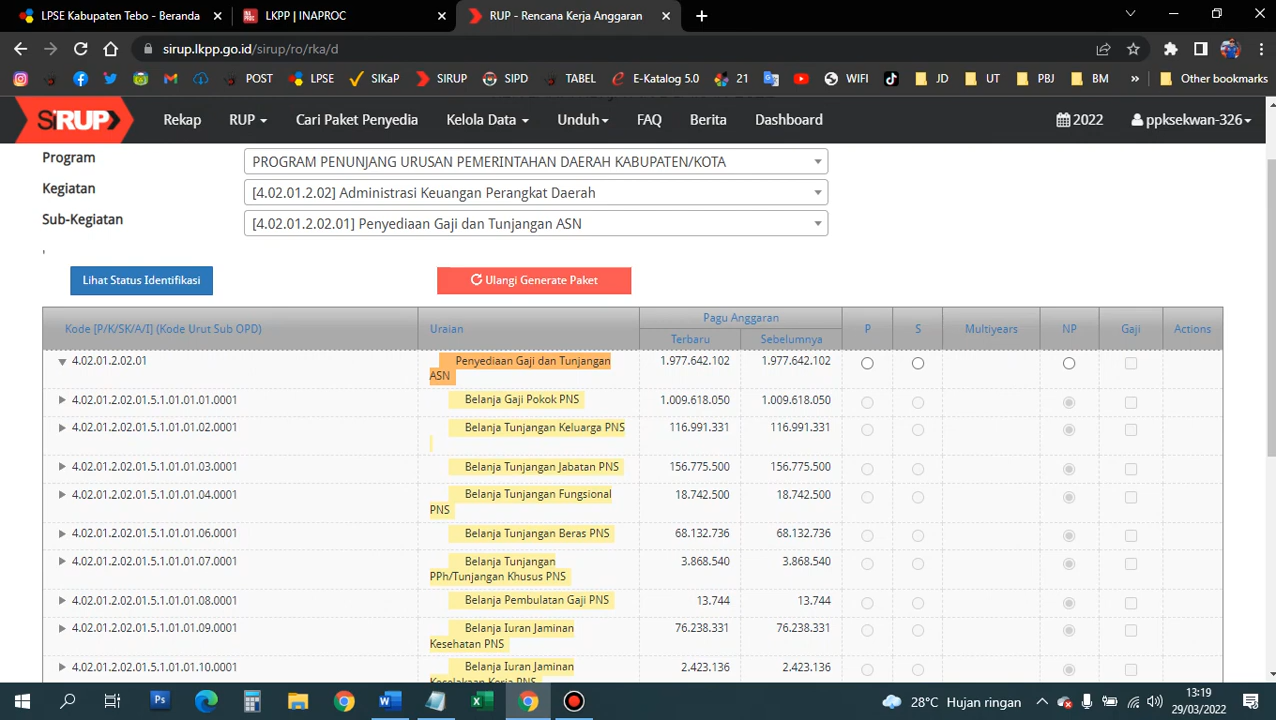 LPSE Kabupaten Tebo - Beranda
LKPP | INAPROC
RUP - Rencana Kerja Anggaran
sirup.lkpp.go.id/sirup/ro/rka/d
POST LPSE SIKaP SIRUP SIPD TABEL E-Katalog 5.0 21 WIFI JD UT PBJ BM » Other bookmarks
SiRUP Rekap RUP Cari Paket Penyedia Kelola Data Unduh FAQ Berita Dashboard 2022 ppksekwan-326
Program PROGRAM PENUNJANG URUSAN PEMERINTAHAN DAERAH KABUPATEN/KOTA
Kegiatan [4.02.01.2.02] Administrasi Keuangan Perangkat Daerah
Sub-Kegiatan [4.02.01.2.02.01] Penyediaan Gaji dan Tunjangan ASN
'
Lihat Status Identifikasi Ulangi Generate Paket
Kode [P/K/SK/A/I] (Kode Urut Sub OPD) Uraian Pagu Anggaran P S Multiyears NP Gaji Actions
Terbaru Sebelumnya
4.02.01.2.02.01 Penyediaan Gaji dan Tunjangan 1.977.642.102 1.977.642.102
ASN
4.02.01.2.02.01.5.1.01.01.01.0001 Belanja Gaji Pokok PNS 1.009.618.050 1.009.618.050
4.02.01.2.02.01.5.1.01.01.02.0001 Belanja Tunjangan Keluarga PNS 116.991.331 116.991.331
4.02.01.2.02.01.5.1.01.01.03.0001 Belanja Tunjangan Jabatan PNS 156.775.500 156.775.500
4.02.01.2.02.01.5.1.01.01.04.0001 Belanja Tunjangan Fungsional 18.742.500 18.742.500
PNS
4.02.01.2.02.01.5.1.01.01.06.0001 Belanja Tunjangan Beras PNS 68.132.736 68.132.736
4.02.01.2.02.01.5.1.01.01.07.0001 Belanja Tunjangan 3.868.540 3.868.540
PPh/Tunjangan Khusus PNS
4.02.01.2.02.01.5.1.01.01.08.0001 Belanja Pembulatan Gaji PNS 13.744 13.744
4.02.01.2.02.01.5.1.01.01.09.0001 Belanja Iuran Jaminan 76.238.331 76.238.331
Kesehatan PNS
4.02.01.2.02.01.5.1.01.01.10.0001 Belanja Iuran Jaminan 2.423.136 2.423.136
Kecelakaan Kerja PNS
28°C Hujan ringan 13:19
29/03/2022